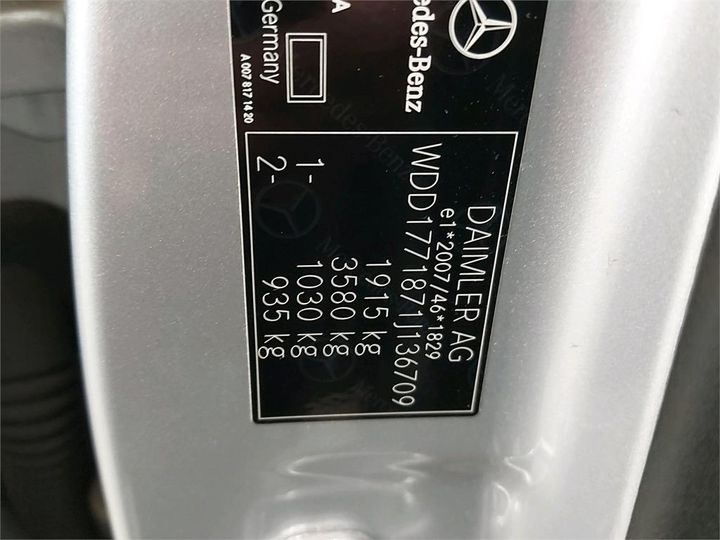 Mercedes-Benz
Germany
A 007 817 14 20
DAIMLER AG
e1*2007/46*1829
WDD1771871J136709
1915 kg
3580 kg
1- 1030 kg
2- 935 kg